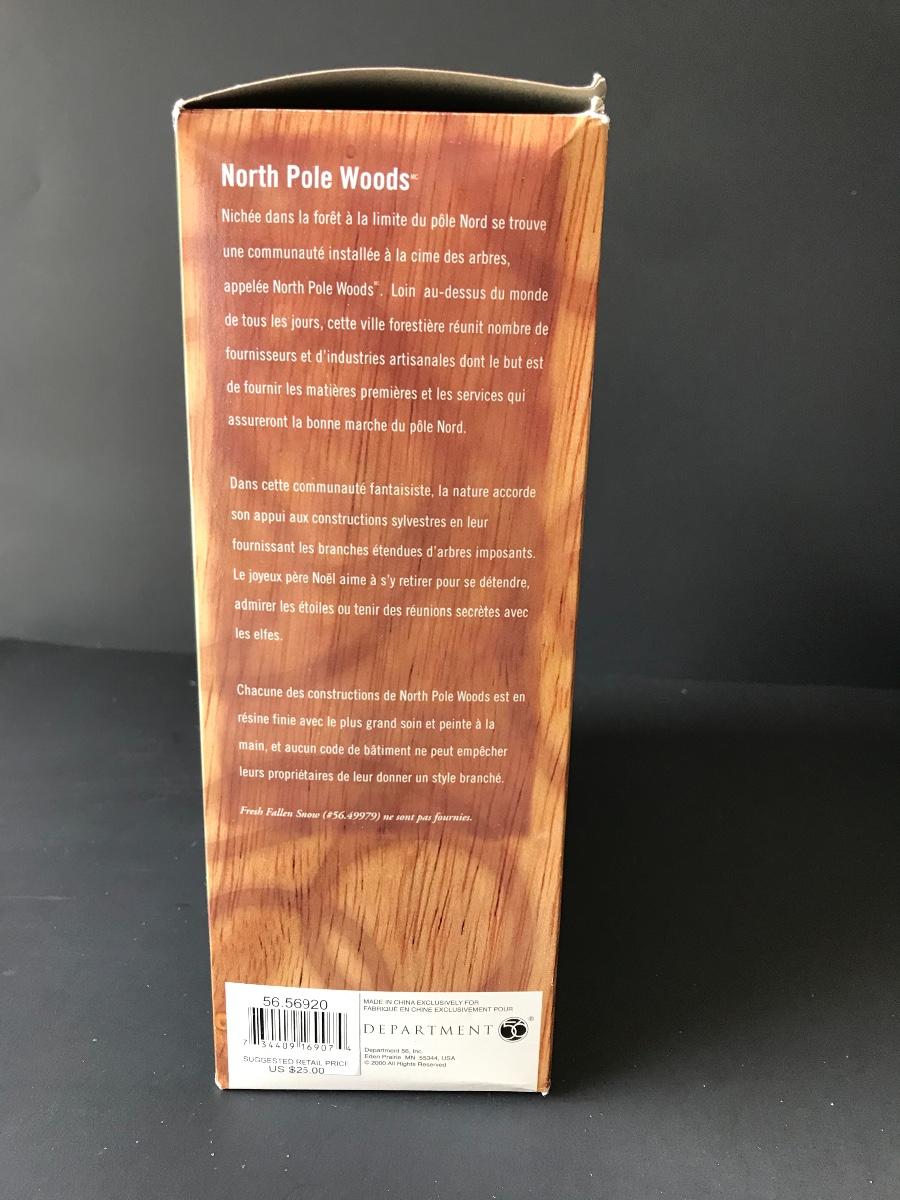 North Pole Woods MC
Nichée dans la forêt à la limite du pôle Nord se trouve
une communauté installée à la cime des arbres,
appelée North Pole Woods". Loin au-dessus du monde
de tous les jours, cette ville forestière réunit nombre de
fournisseurs et d'industries artisanales dont le but est
de fournir les matières premières et les services qui
assureront la bonne marche du pôle Nord.
Dans cette communauté fantaisiste, la nature accorde
son appui aux constructions sylvestres en leur
fournissant les branches étendues d'arbres imposants.
Le joyeux père Noël aime à s'y retirer pour se détendre,
admirer les étoiles ou tenir des réunions secrètes avec
les elfes.
Chacune des constructions de North Pole Woods est en
résine finie avec le plus grand soin et peinte à la
main, et aucun code de bâtiment ne peut empêcher
leurs propriétaires de leur donner un style branché.
Fresh Fallen Snow (#56.49979) ne sont pas fournies.
56.56920
7 34409 16907 4
SUGGESTED RETAIL PRICE
US $25.00
MADE IN CHINA EXCLUSIVELY FOR
FABRIQUÉ EN CHINE EXCLUSIVEMENT POUR
DEPARTMENT 56 ®
Department 56, Inc.
Eden Prairie MN 55344, USA
© 2000 All Rights Reserved